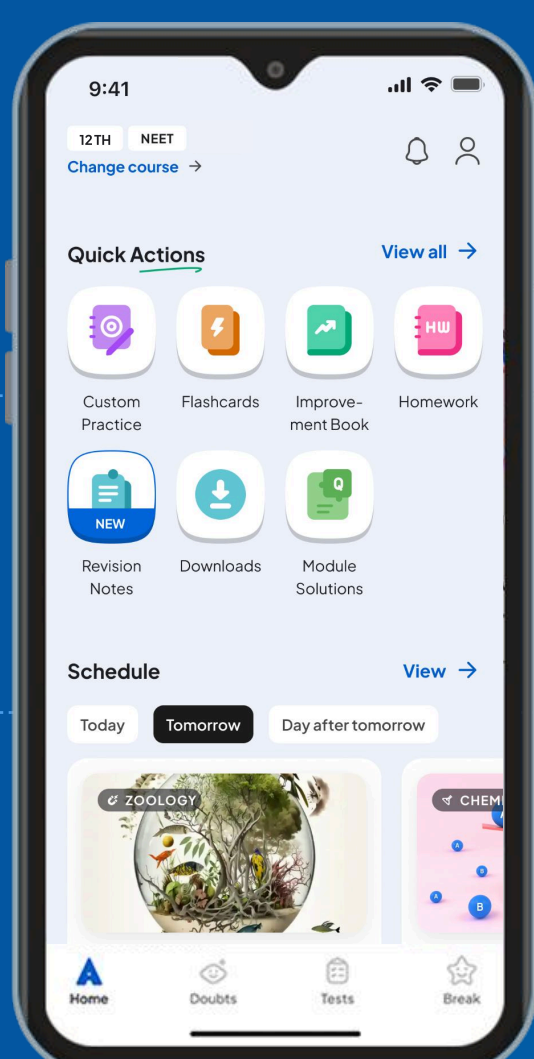 9:41
12TH NEET
Change course →
Quick Actions
View all →
Custom
Practice
Flashcards
Improve-
ment Book
HW
Homework
NEW
Revision
Notes
Downloads
Q
Module
Solutions
Schedule
View →
Today
Tomorrow
Day after tomorrow
ZOOLOGY
CHEMI
A
A
B
A
B
Home
Doubts
Tests
Break